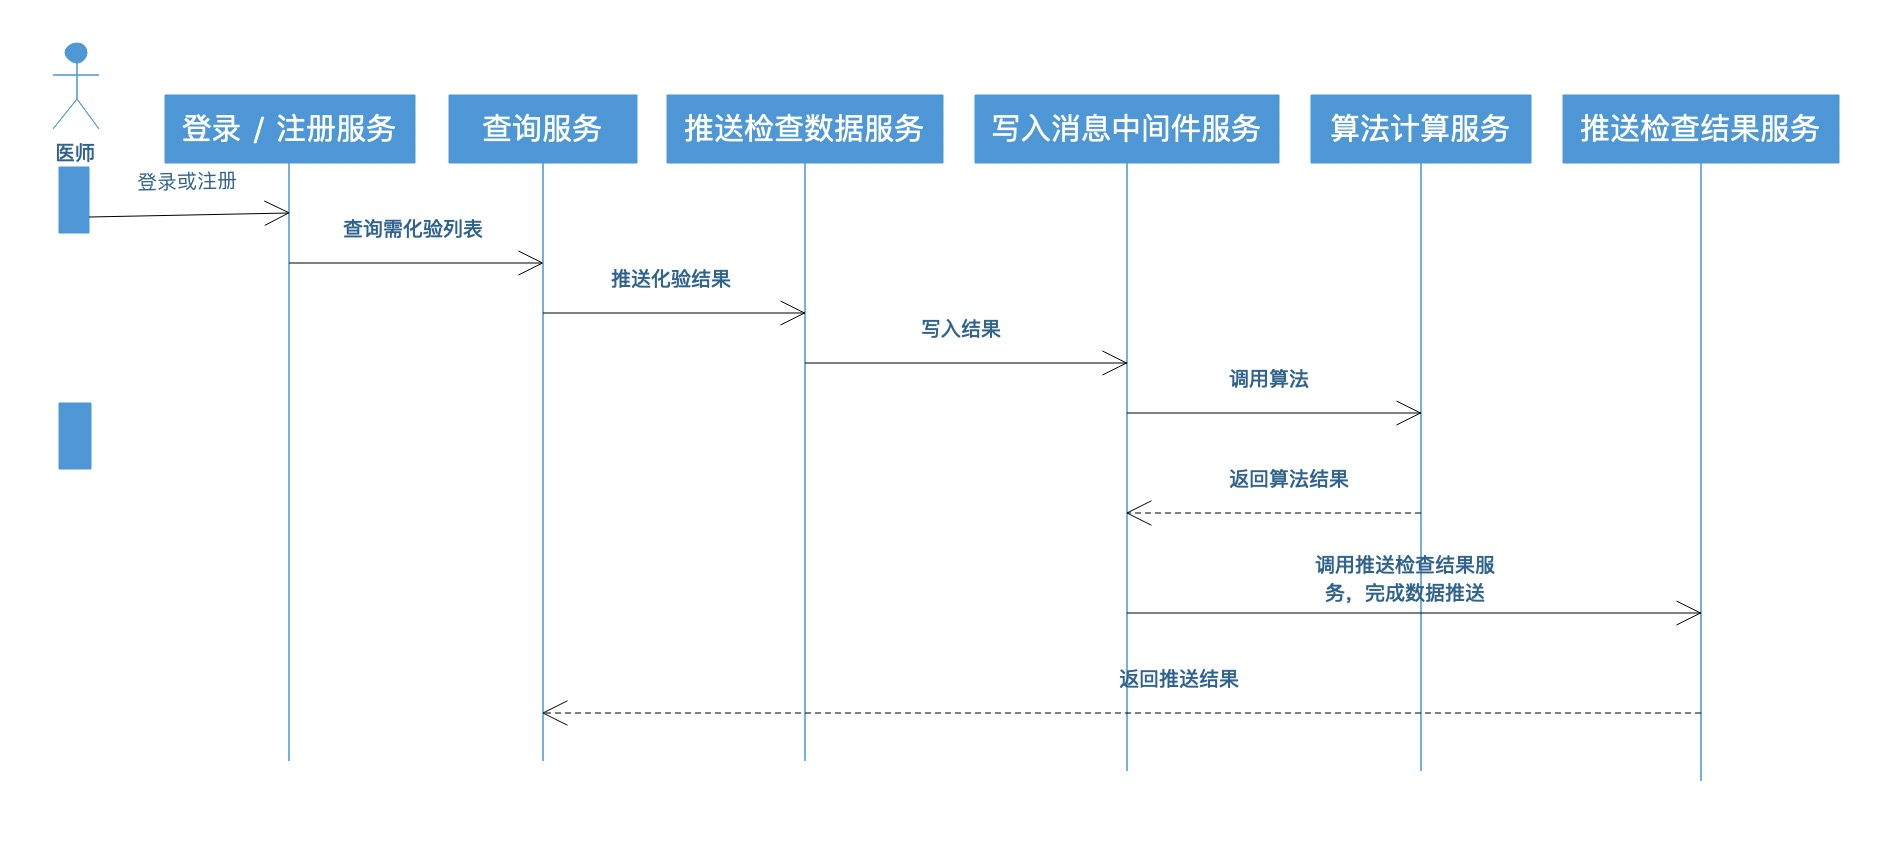 医师
登录 / 注册服务
查询服务
推送检查数据服务
写入消息中间件服务
算法计算服务
推送检查结果服务
登录或注册
查询需化验列表
推送化验结果
写入结果
调用算法
返回算法结果
调用推送检查结果服
务，完成数据推送
返回推送结果